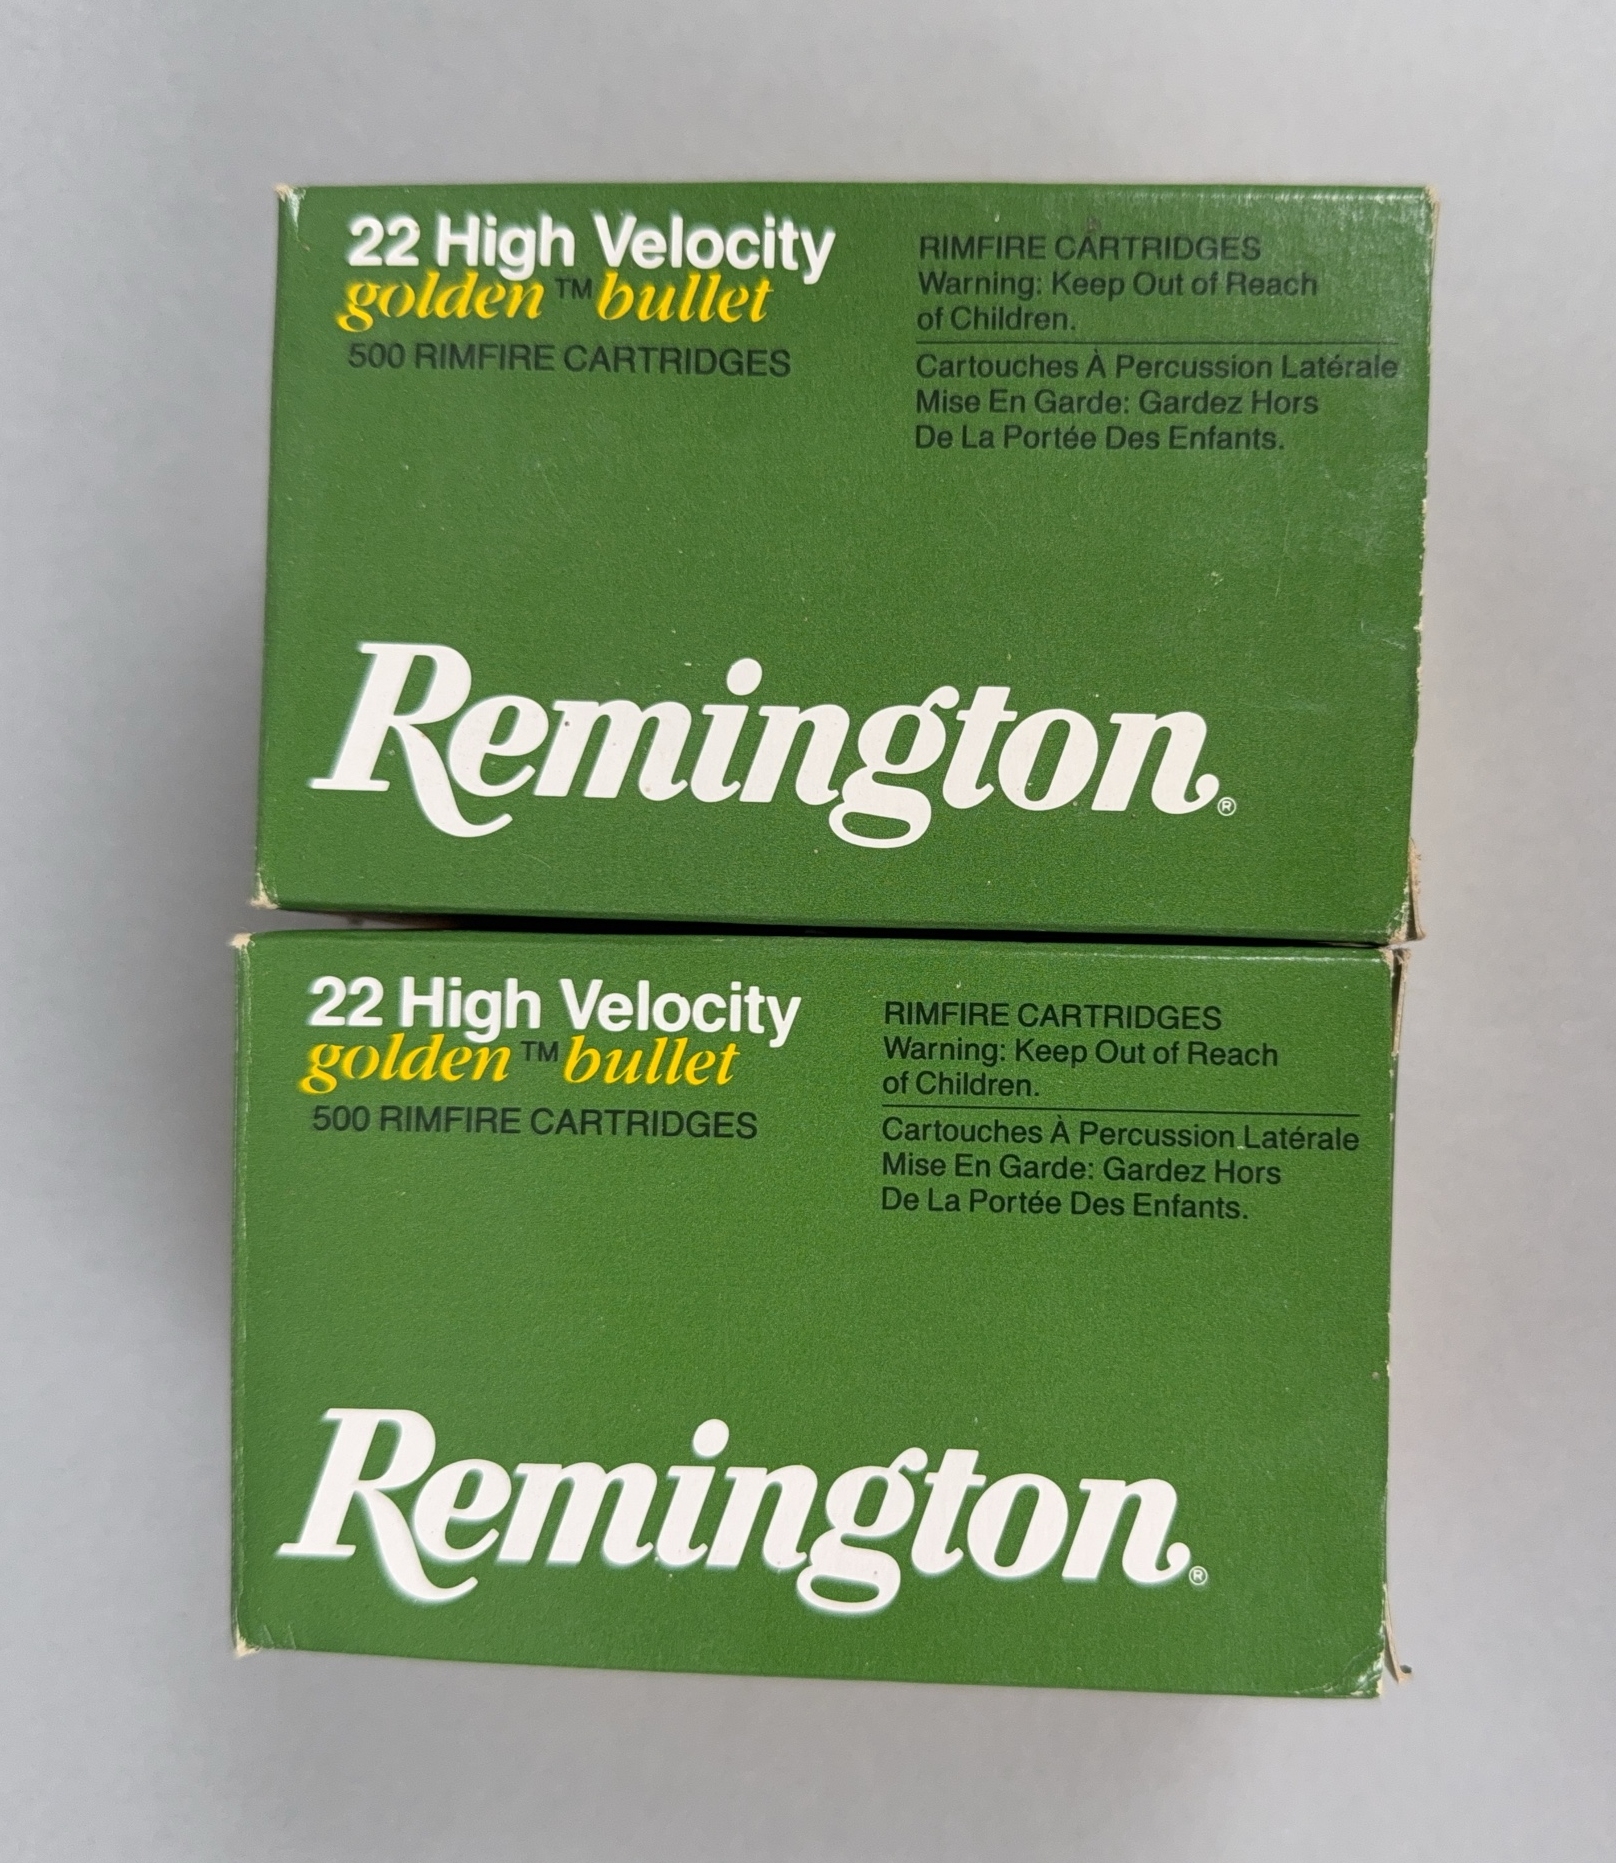 22 High Velocity
golden™ bullet
500 RIMFIRE CARTRIDGES
RIMFIRE CARTRIDGES
Warning: Keep Out of Reach
of Children.
Cartouches À Percussion Latérale
Mise En Garde: Gardez Hors
De La Portée Des Enfants.
Remington®
22 High Velocity
golden™ bullet
500 RIMFIRE CARTRIDGES
RIMFIRE CARTRIDGES
Warning: Keep Out of Reach
of Children.
Cartouches À Percussion Latérale
Mise En Garde: Gardez Hors
De La Portée Des Enfants.
Remington®